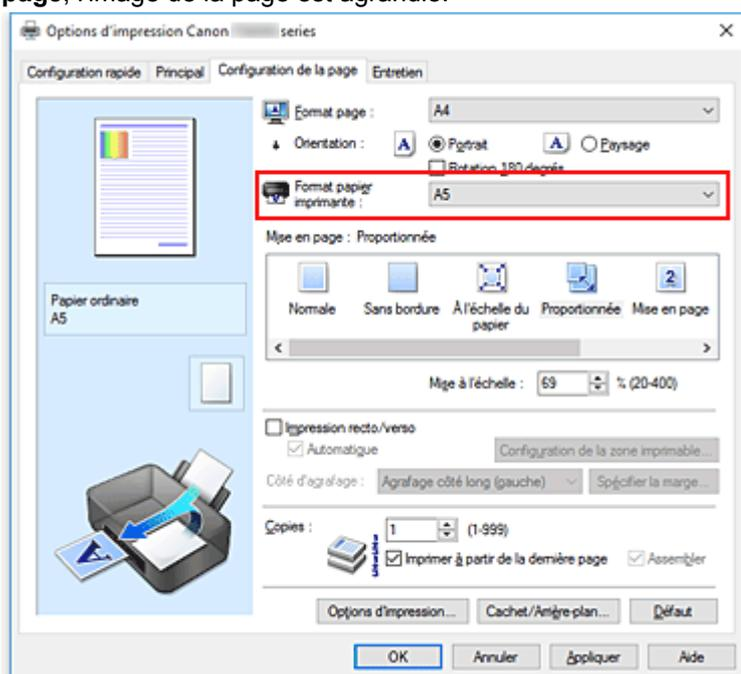 page, l'image de la page est agrandie.
Options d'impression Canon series
Configuration rapide Principal Configuration de la page Entretien
Format page : A4
Orientation : A Portrait A Paysage
Rotation 180 degrés
Format papier imprimante : A5
Mise en page : Proportionnée
Papier ordinaire
A5
Normale Sans bordure À l'échelle du papier Proportionnée Mise en page
Mise à l'échelle : 69 % (20-400)
Impression recto/verso
Automatique Configuration de la zone imprimable...
Côté d'agrafage : Agrafage côté long (gauche) Spécifier la marge...
Copies : 1 (1-999)
Imprimer à partir de la dernière page Assembler
Options d'impression... Cachet/Arrière-plan... Défaut
OK Annuler Appliquer Aide